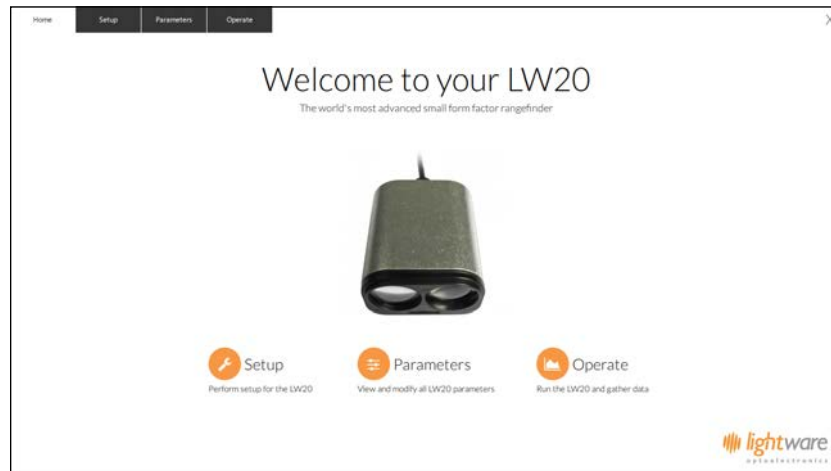 Home Setup Parameters Operate X
Welcome to your LW20
The world's most advanced small form factor rangefinder
Setup Parameters Operate
Perform setup for the LW20 View and modify all LW20 parameters Run the LW20 and gather data
lightware
optoelectronics